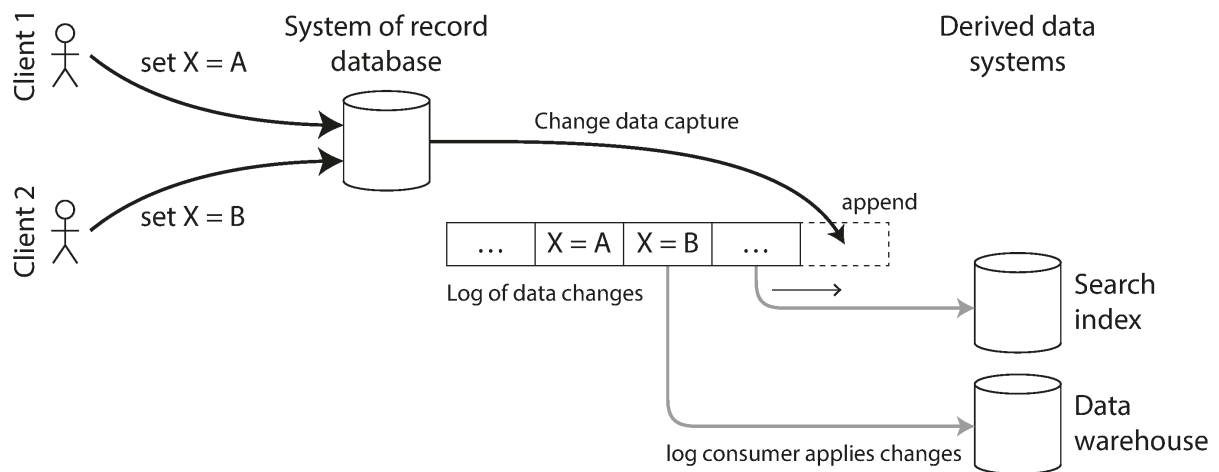 Client 1
set X = A
System of record
database
Derived data
systems
Change data capture
Client 2
set X = B
append
…
X = A
X = B
…
Log of data changes
Search
index
Data
warehouse
log consumer applies changes